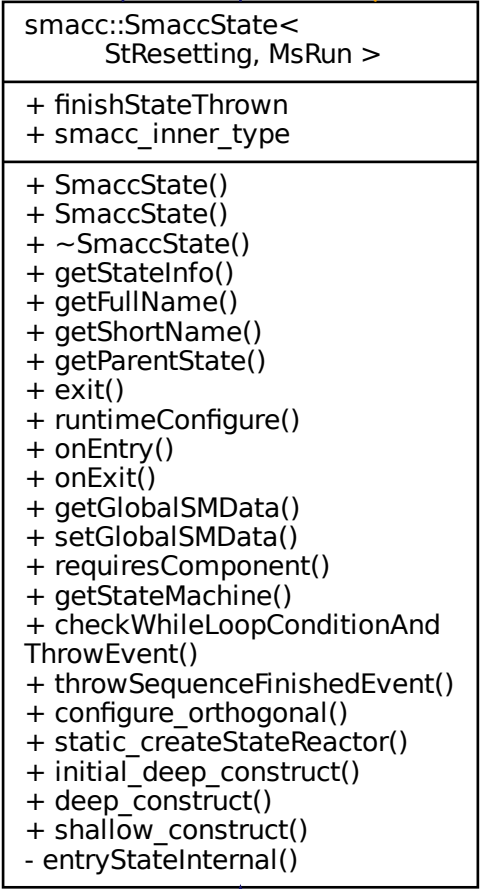 smacc::SmaccState<
StResetting, MsRun >
+ finishStateThrown
+ smacc_inner_type
+ SmaccState()
+ SmaccState()
+ ~SmaccState()
+ getStateInfo()
+ getFullName()
+ getShortName()
+ getParentState()
+ exit()
+ runtimeConfigure()
+ onEntry()
+ onExit()
+ getGlobalSMData()
+ setGlobalSMData()
+ requiresComponent()
+ getStateMachine()
+ checkWhileLoopConditionAnd
ThrowEvent()
+ throwSequenceFinishedEvent()
+ configure_orthogonal()
+ static_createStateReactor()
+ initial_deep_construct()
+ deep_construct()
+ shallow_construct()
- entryStateInternal()